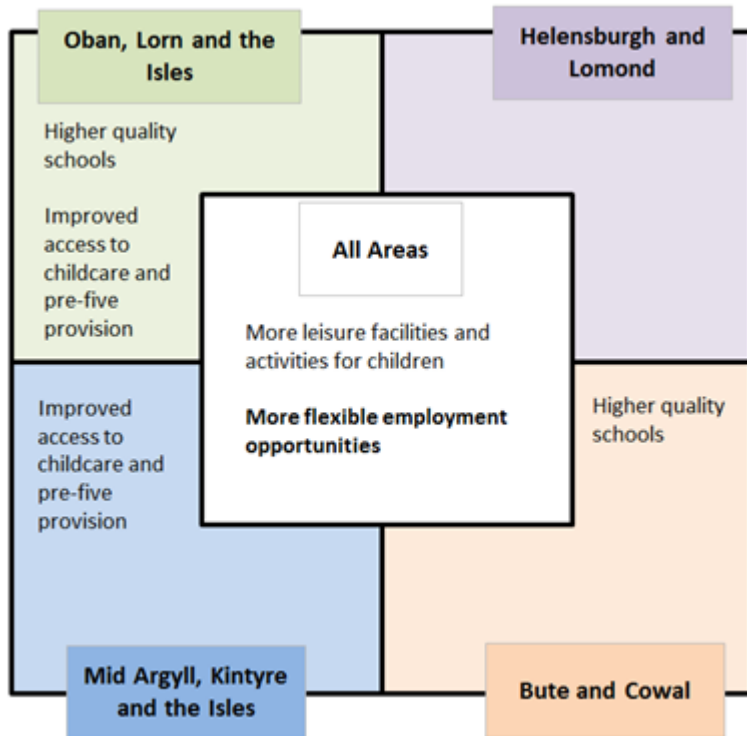 Oban, Lorn and the
Isles
Helensburgh and
Lomond
Higher quality
schools
Improved
access to
childcare and
pre-five
provision
All Areas
More leisure facilities and
activities for children
More flexible employment
opportunities
Improved
access to
childcare and
pre-five
provision
Higher quality
schools
Mid Argyll, Kintyre
and the Isles
Bute and Cowal